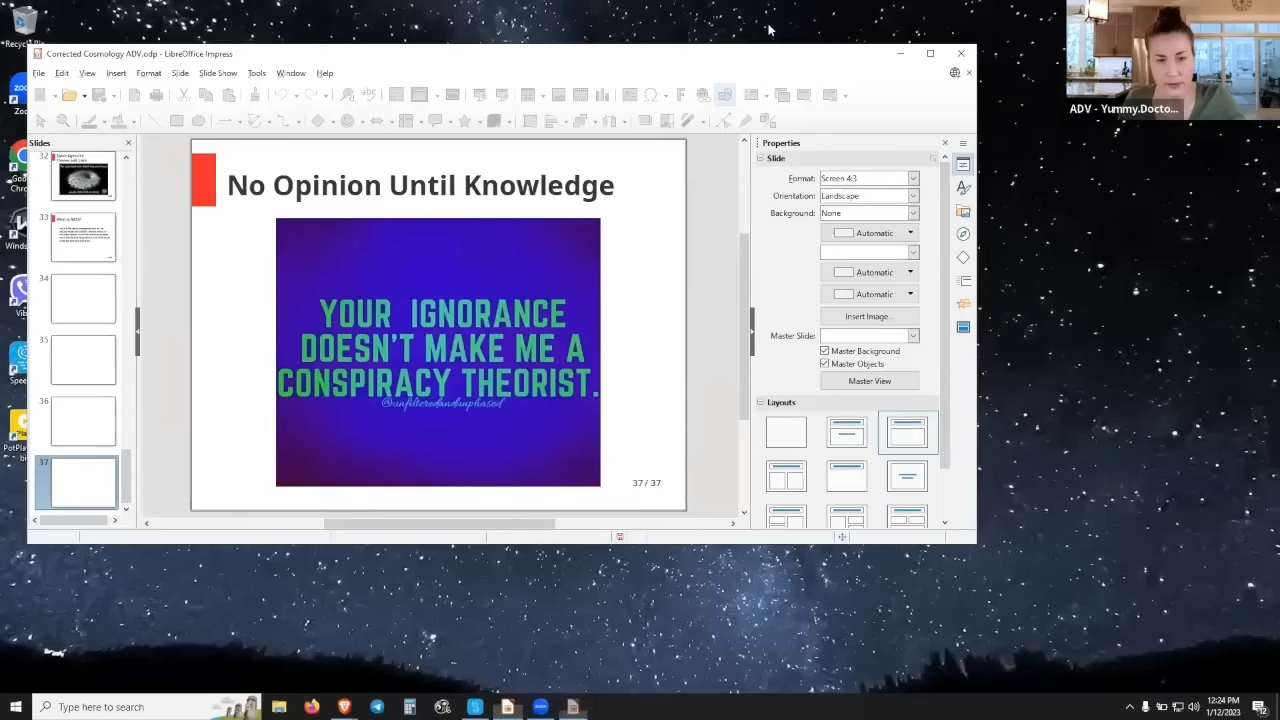 Corrected Cosmology ADV.odp - LibreOffice Impress
File Edit View Insert Format Slide Slide Show Tools Window Help
Slides
32
33
34
35
36
37
No Opinion Until Knowledge
YOUR IGNORANCE
DOESN'T MAKE ME A
CONSPIRACY THEORIST.
@unfilteredandunphased
37 / 37
Properties
Slide
Format: Screen 4:3
Orientation: Landscape
Background: None
Automatic
Automatic
Automatic
Insert Image...
Master Slide:
Master Background
Master Objects
Master View
Layouts
ADV - Yummy.Docto...
Type here to search
12:24 PM
1/12/2023
12